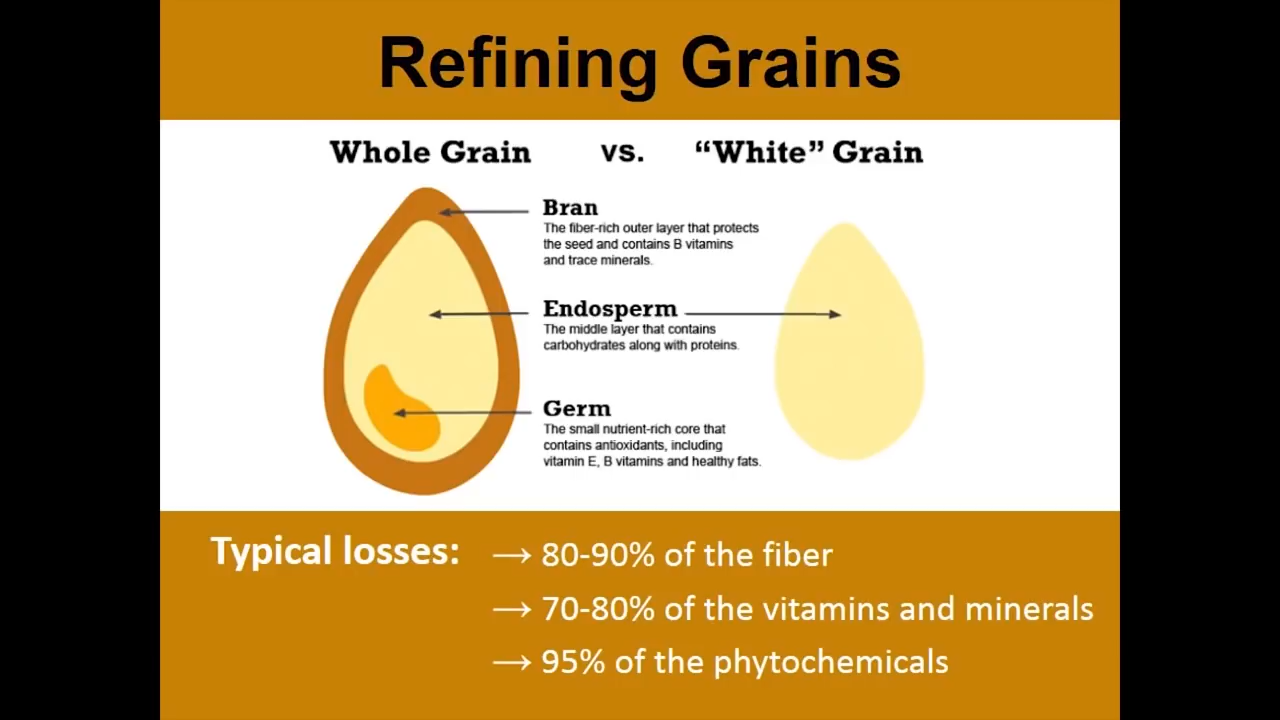 Refining Grains
Whole Grain vs. “White” Grain
Bran
The fiber-rich outer layer that protects
the seed and contains B vitamins
and trace minerals.
Endosperm
The middle layer that contains
carbohydrates along with proteins.
Germ
The small nutrient-rich core that
contains antioxidants, including
vitamin E, B vitamins and healthy fats.
Typical losses: → 80-90% of the fiber
→ 70-80% of the vitamins and minerals
→ 95% of the phytochemicals